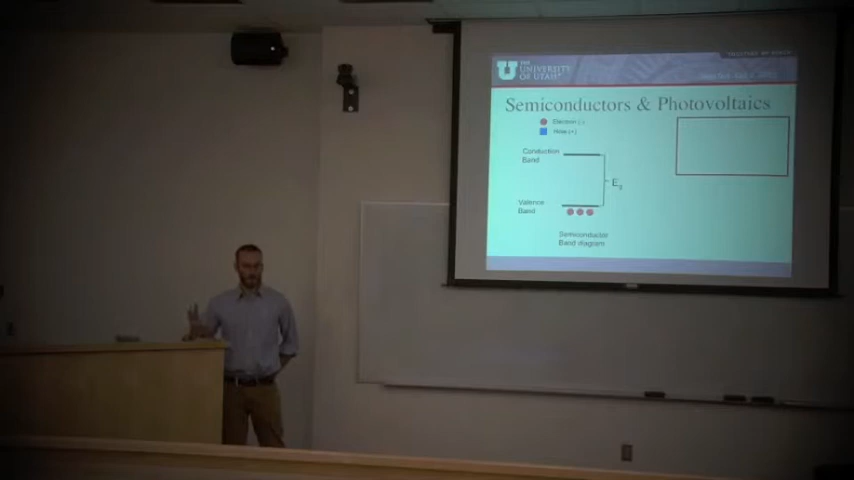 THE
UNIVERSITY
OF UTAH
Semiconductors & Photovoltaics
Electron (-)
Hole (+)
Conduction
Band
Eg
Valence
Band
Semiconductor
Band diagram